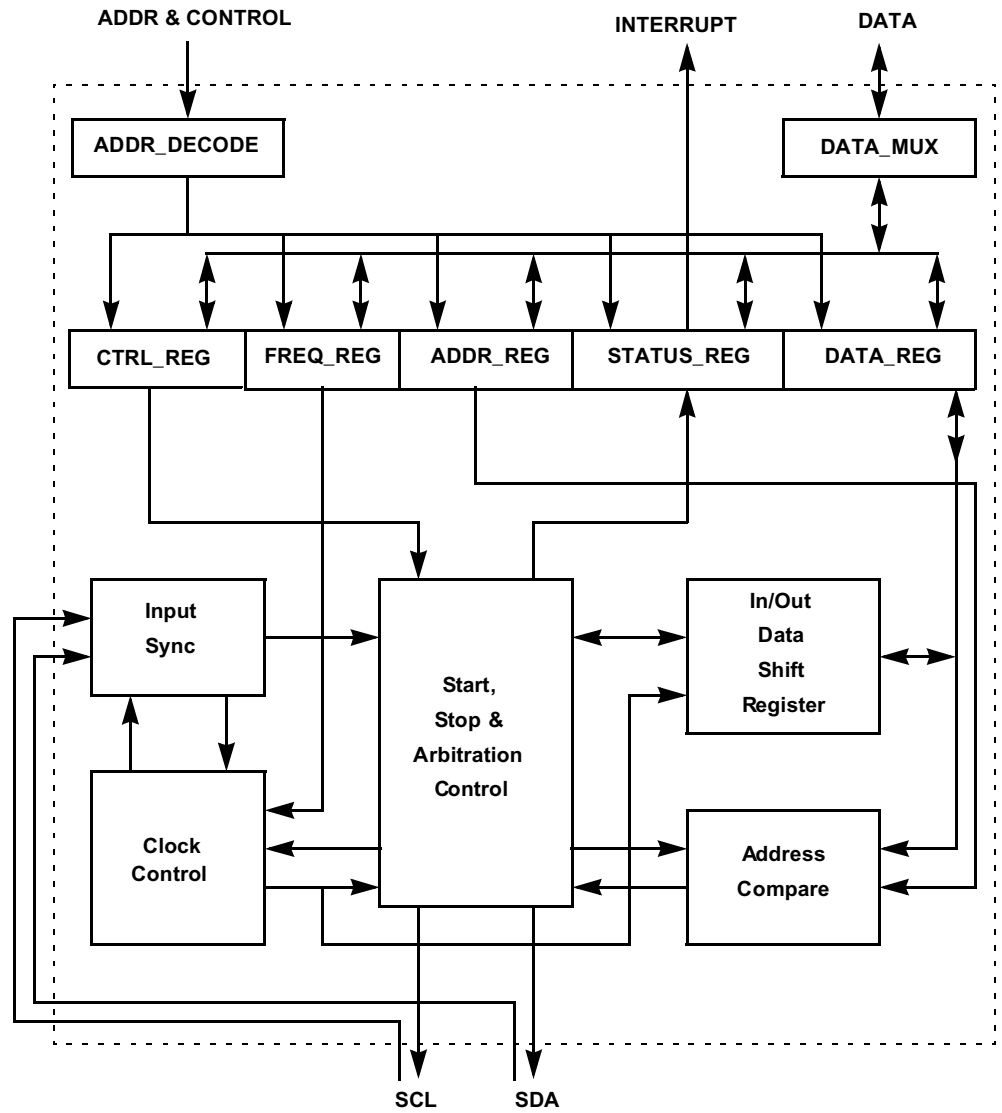 ADDR & CONTROL
INTERRUPT
DATA
ADDR_DECODE
DATA_MUX
CTRL_REG
FREQ_REG
ADDR_REG
STATUS_REG
DATA_REG
Input
Sync
Start,
Stop &
Arbitration
Control
In/Out
Data
Shift
Register
Clock
Control
Address
Compare
SCL
SDA